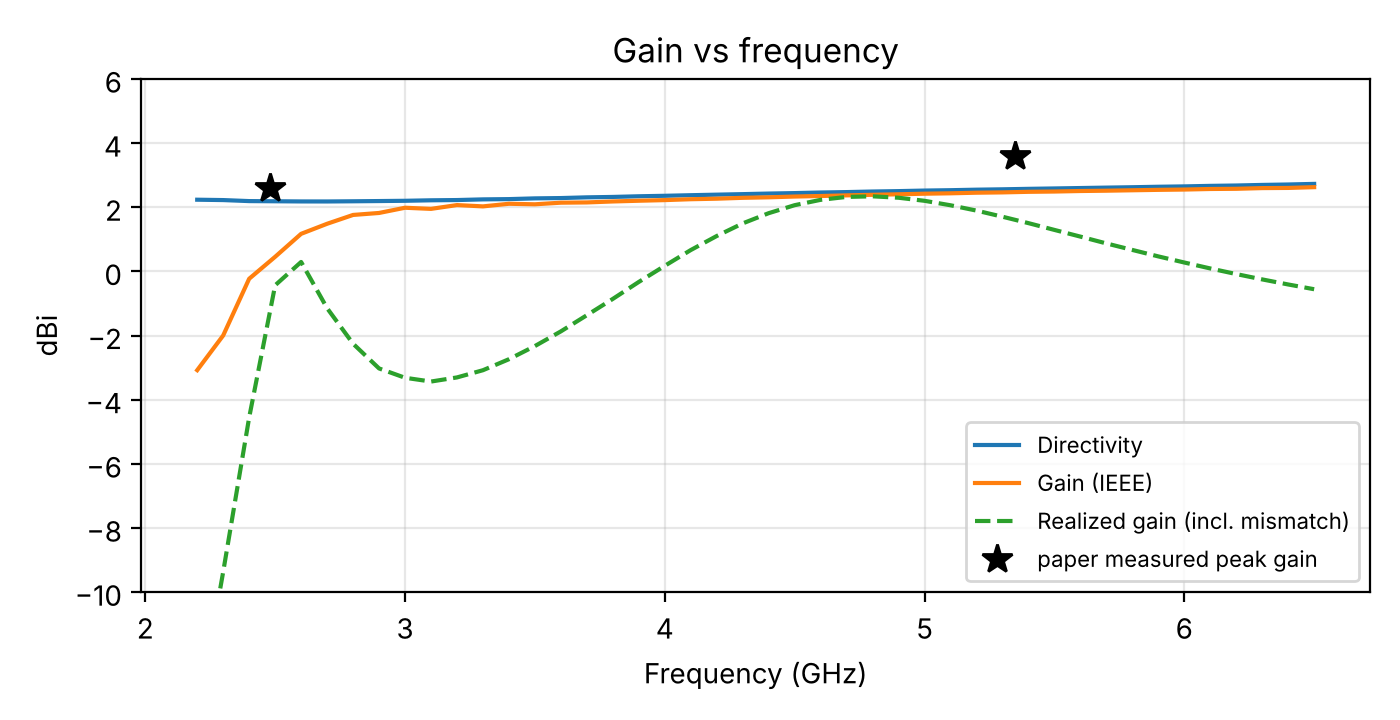 Gain vs frequency
6
4
2
0
−2
−4
−6
−8
−10
dBi
Directivity
Gain (IEEE)
Realized gain (incl. mismatch)
paper measured peak gain
2 3 4 5 6
Frequency (GHz)